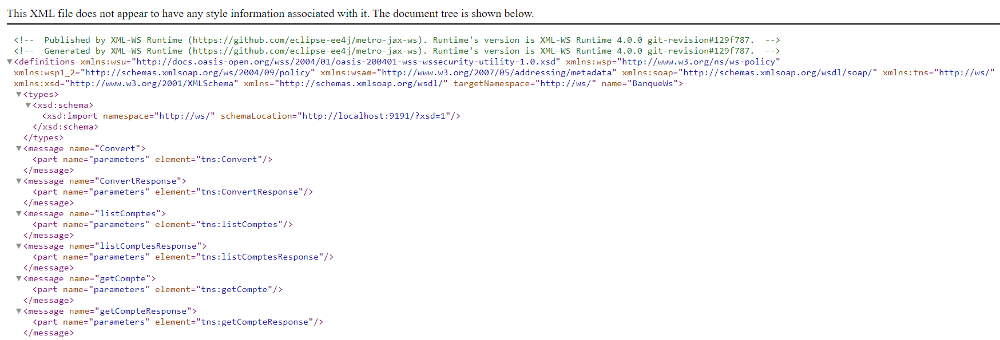 This XML file does not appear to have any style information associated with it. The document tree is shown below.
<!--  Published by XML-WS Runtime (https://github.com/eclipse-ee4j/metro-jax-ws). Runtime's version is XML-WS Runtime 4.0.0 git-revision#129f787.  -->
<!--  Generated by XML-WS Runtime (https://github.com/eclipse-ee4j/metro-jax-ws). Runtime's version is XML-WS Runtime 4.0.0 git-revision#129f787.  -->
▼<definitions xmlns:wsu="http://docs.oasis-open.org/wss/2004/01/oasis-200401-wss-wssecurity-utility-1.0.xsd" xmlns:wsp="http://www.w3.org/ns/ws-policy"
xmlns:wsp1_2="http://schemas.xmlsoap.org/ws/2004/09/policy" xmlns:wsam="http://www.w3.org/2007/05/addressing/metadata" xmlns:soap="http://schemas.xmlsoap.org/wsdl/soap/" xmlns:tns="http://ws/"
xmlns:xsd="http://www.w3.org/2001/XMLSchema" xmlns="http://schemas.xmlsoap.org/wsdl/" targetNamespace="http://ws/" name="BanqueWs">
▼<types>
▼<xsd:schema>
<xsd:import namespace="http://ws/" schemaLocation="http://localhost:9191/?xsd=1"/>
</xsd:schema>
</types>
▼<message name="Convert">
<part name="parameters" element="tns:Convert"/>
</message>
▼<message name="ConvertResponse">
<part name="parameters" element="tns:ConvertResponse"/>
</message>
▼<message name="listComptes">
<part name="parameters" element="tns:listComptes"/>
</message>
▼<message name="listComptesResponse">
<part name="parameters" element="tns:listComptesResponse"/>
</message>
▼<message name="getCompte">
<part name="parameters" element="tns:getCompte"/>
</message>
▼<message name="getCompteResponse">
<part name="parameters" element="tns:getCompteResponse"/>
</message>